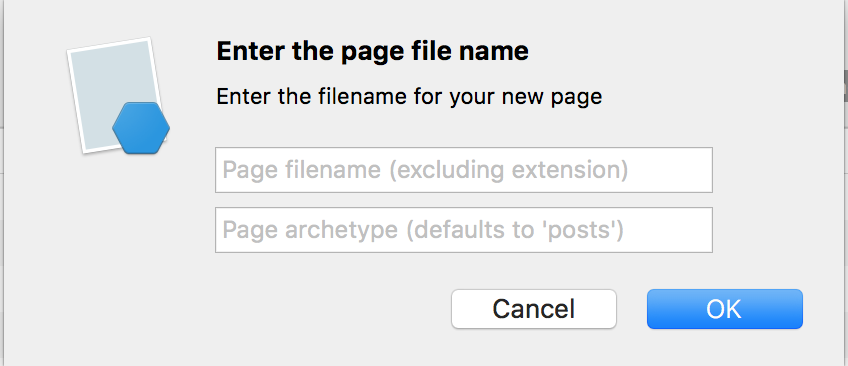 Enter the page file name
Enter the filename for your new page
Page filename (excluding extension)
Page archetype (defaults to 'posts')
Cancel
OK